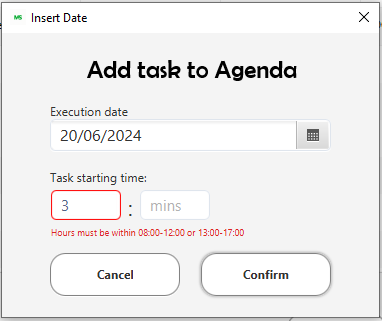 MS Insert Date
Add task to Agenda
Execution date
20/06/2024
Task starting time:
3 : mins
Hours must be within 08:00-12:00 or 13:00-17:00
Cancel Confirm